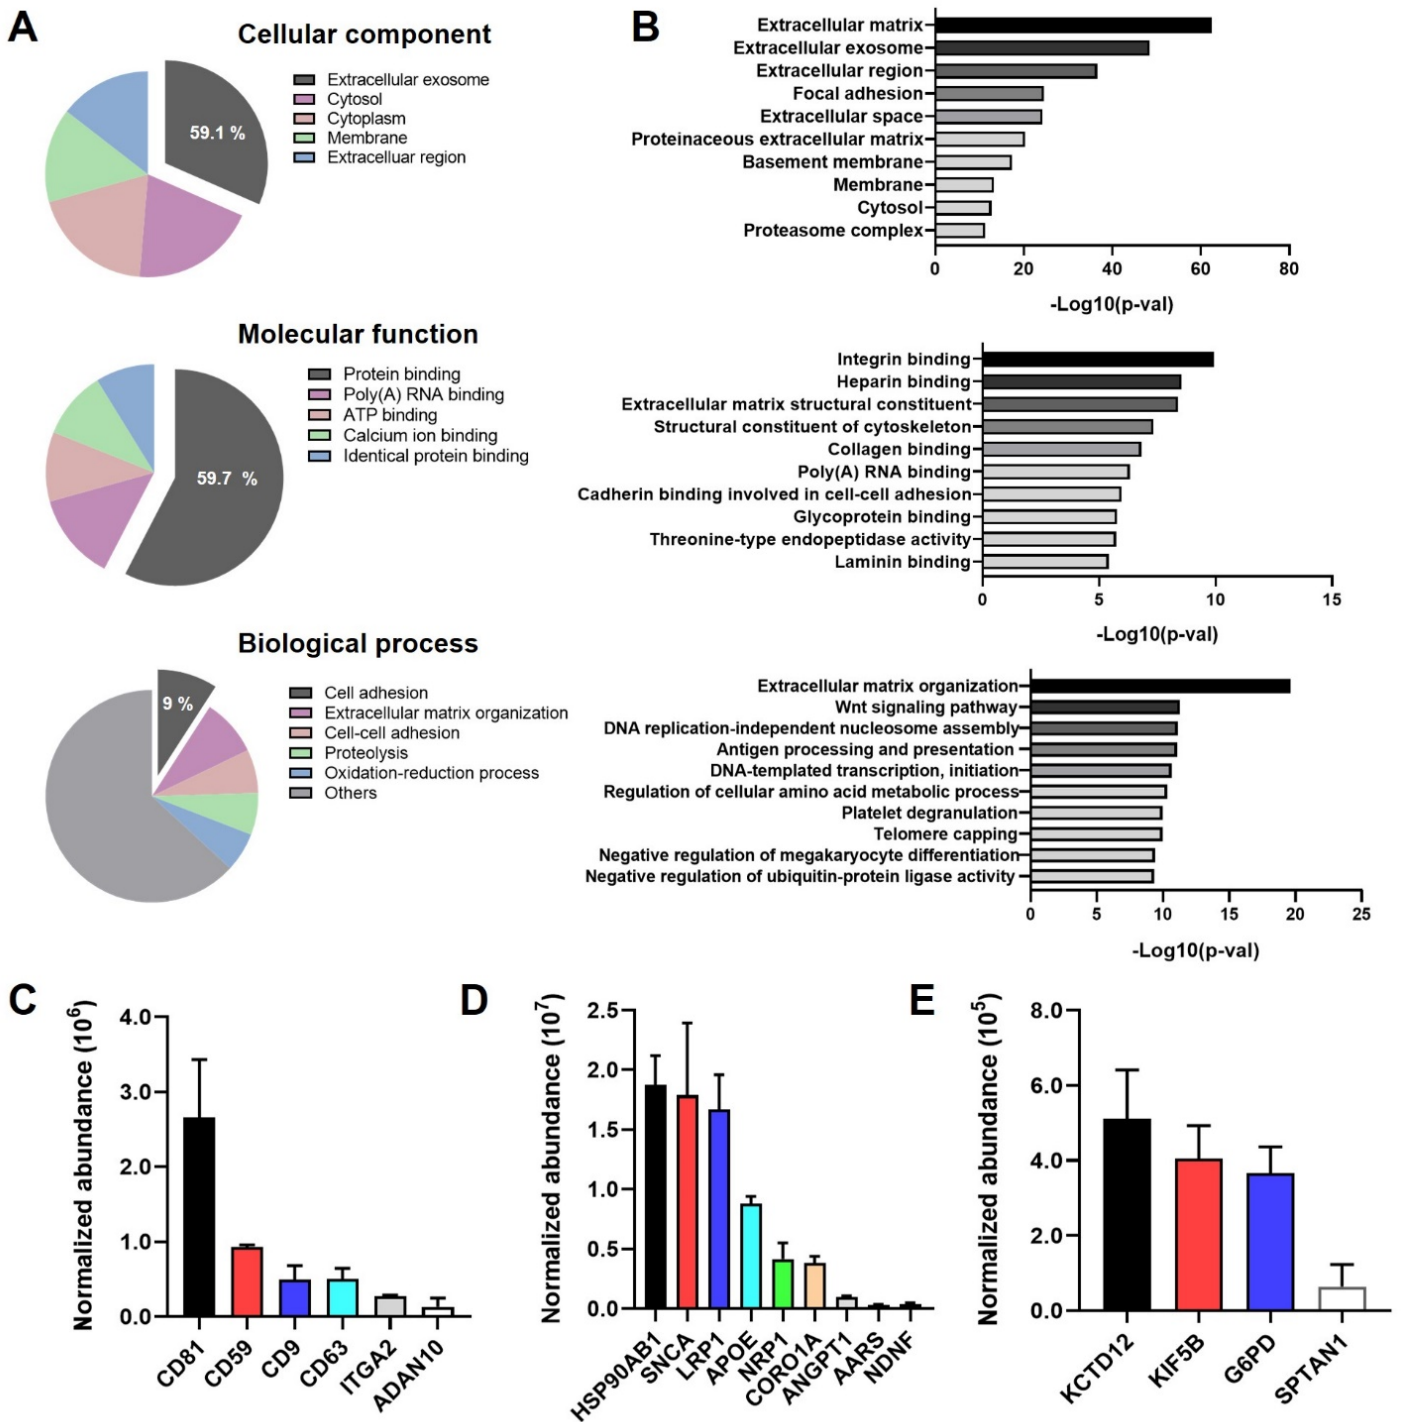 A
Cellular component
59.1 %
Extracellular exosome
Cytosol
Cytoplasm
Membrane
Extracelluar region
Molecular function
59.7 %
Protein binding
Poly(A) RNA binding
ATP binding
Calcium ion binding
Identical protein binding
Biological process
9 %
Cell adhesion
Extracellular matrix organization
Cell-cell adhesion
Proteolysis
Oxidation-reduction process
Others
B
Extracellular matrix
Extracellular exosome
Extracellular region
Focal adhesion
Extracellular space
Proteinaceous extracellular matrix
Basement membrane
Membrane
Cytosol
Proteasome complex
0 20 40 60 80
-Log10(p-val)
Integrin binding
Heparin binding
Extracellular matrix structural constituent
Structural constituent of cytoskeleton
Collagen binding
Poly(A) RNA binding
Cadherin binding involved in cell-cell adhesion
Glycoprotein binding
Threonine-type endopeptidase activity
Laminin binding
0 5 10 15
-Log10(p-val)
Extracellular matrix organization
Wnt signaling pathway
DNA replication-independent nucleosome assembly
Antigen processing and presentation
DNA-templated transcription, initiation
Regulation of cellular amino acid metabolic process
Platelet degranulation
Telomere capping
Negative regulation of megakaryocyte differentiation
Negative regulation of ubiquitin-protein ligase activity
0 5 10 15 20 25
-Log10(p-val)
C
Normalized abundance (10⁶)
4.0
3.0
2.0
1.0
0.0
CD81
CD59
CD9
CD63
ITGA2
ADAN10
D
Normalized abundance (10⁷)
2.5
2.0
1.5
1.0
0.5
0.0
HSP90AB1
SNCA
LRP1
APOE
NRP1
CORO1A
ANGPT1
AARS
NDNF
E
Normalized abundance (10⁵)
8.0
6.0
4.0
2.0
0.0
KCTD12
KIF5B
G6PD
SPTAN1